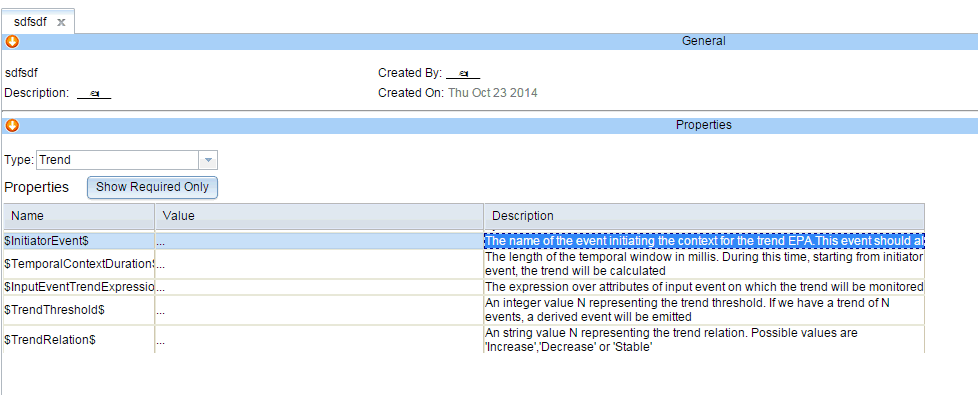 sdfsdf x
General
sdfsdf
Created By:
Description:
Created On: Thu Oct 23 2014
Properties
Type: Trend
Properties Show Required Only
Name Value Description
$InitiatorEvent$ ... The name of the event initiating the context for the trend EPA.This event should al
$TemporalContextDuration$ ... The length of the temporal window in millis. During this time, starting from initiator
event, the trend will be calculated
$InputEventTrendExpressio ... The expression over attributes of input event on which the trend will be monitored
$TrendThreshold$ ... An integer value N representing the trend threshold. If we have a trend of N
events, a derived event will be emitted
$TrendRelation$ ... An string value N representing the trend relation. Possible values are
'Increase','Decrease' or 'Stable'